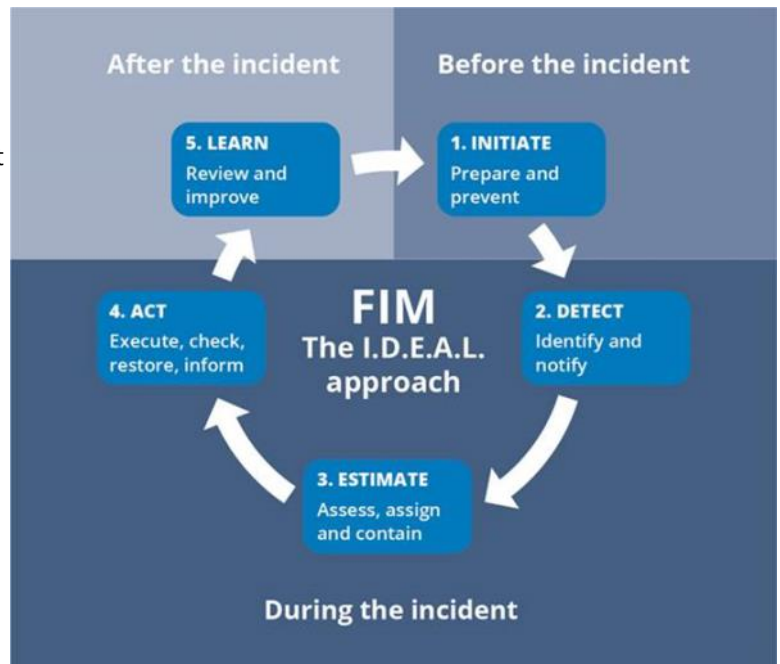 After the incident
Before the incident
5. LEARN
Review and
improve
1. INITIATE
Prepare and
prevent
4. ACT
Execute, check,
restore, inform
FIM
The I.D.E.A.L.
approach
2. DETECT
Identify and
notify
3. ESTIMATE
Assess, assign
and contain
During the incident